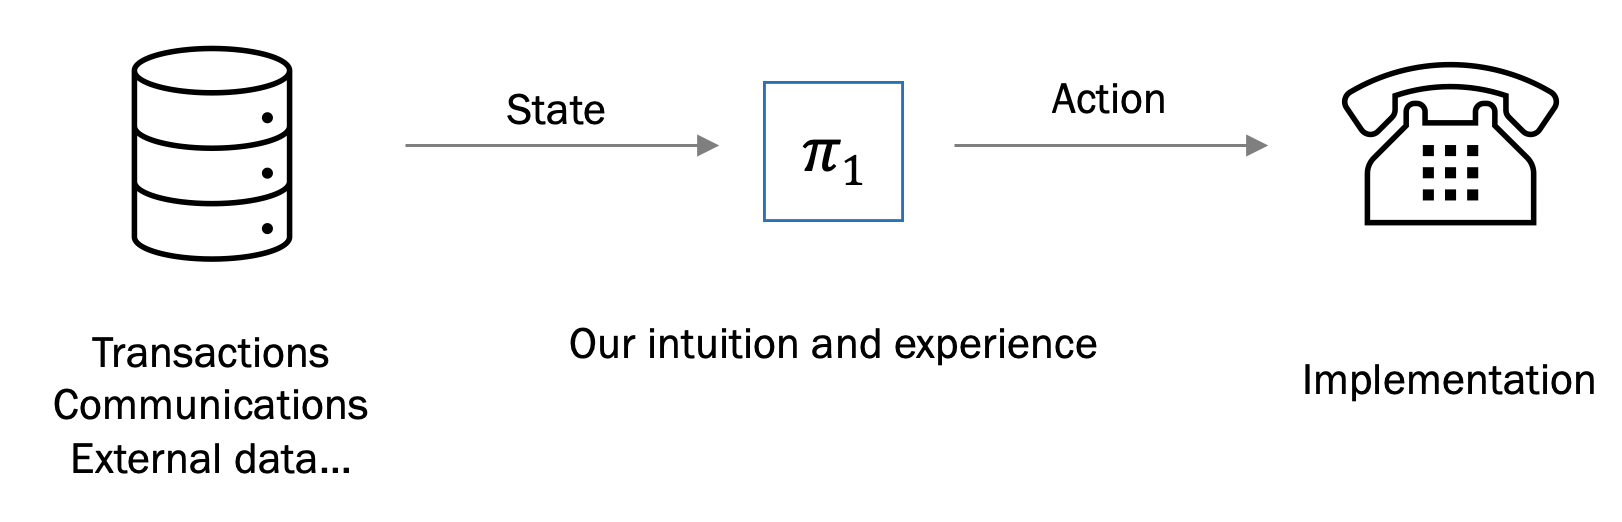 State
Action
π₁
Transactions
Communications
External data...
Our intuition and experience
Implementation